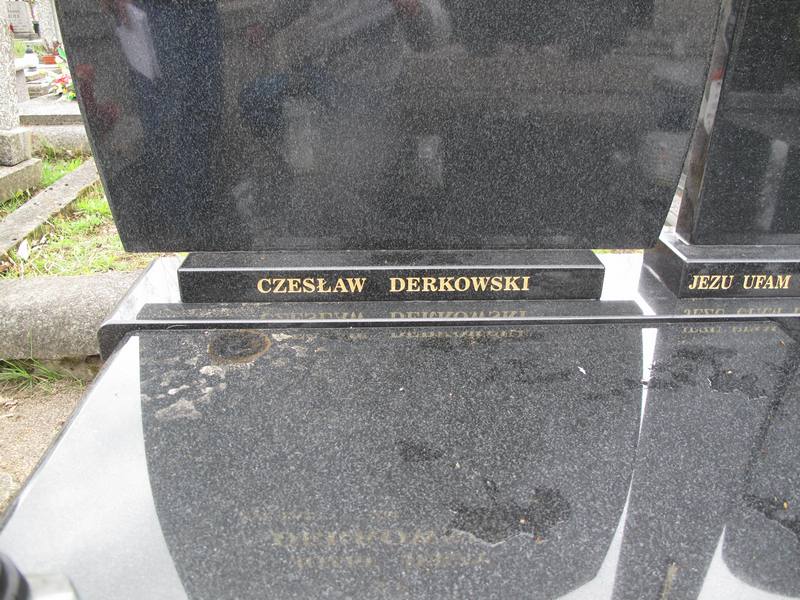 CZESŁAW DERKOWSKI
JEZU UFAM